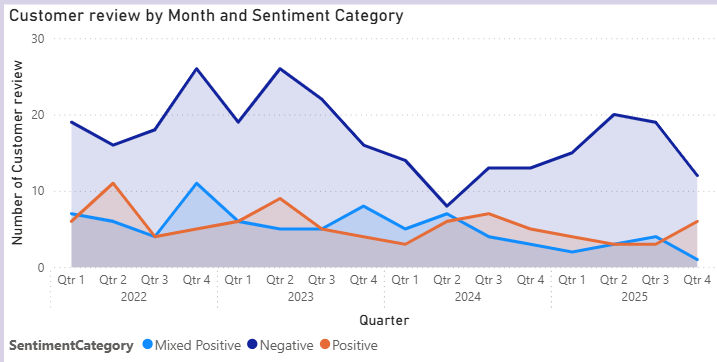 Customer review by Month and Sentiment Category
Number of Customer review
30
20
10
0
Qtr 1 Qtr 2 Qtr 3 Qtr 4 Qtr 1 Qtr 2 Qtr 3 Qtr 4 Qtr 1 Qtr 2 Qtr 3 Qtr 4 Qtr 1 Qtr 2 Qtr 3 Qtr 4
2022 2023 2024 2025
Quarter
SentimentCategory Mixed Positive Negative Positive